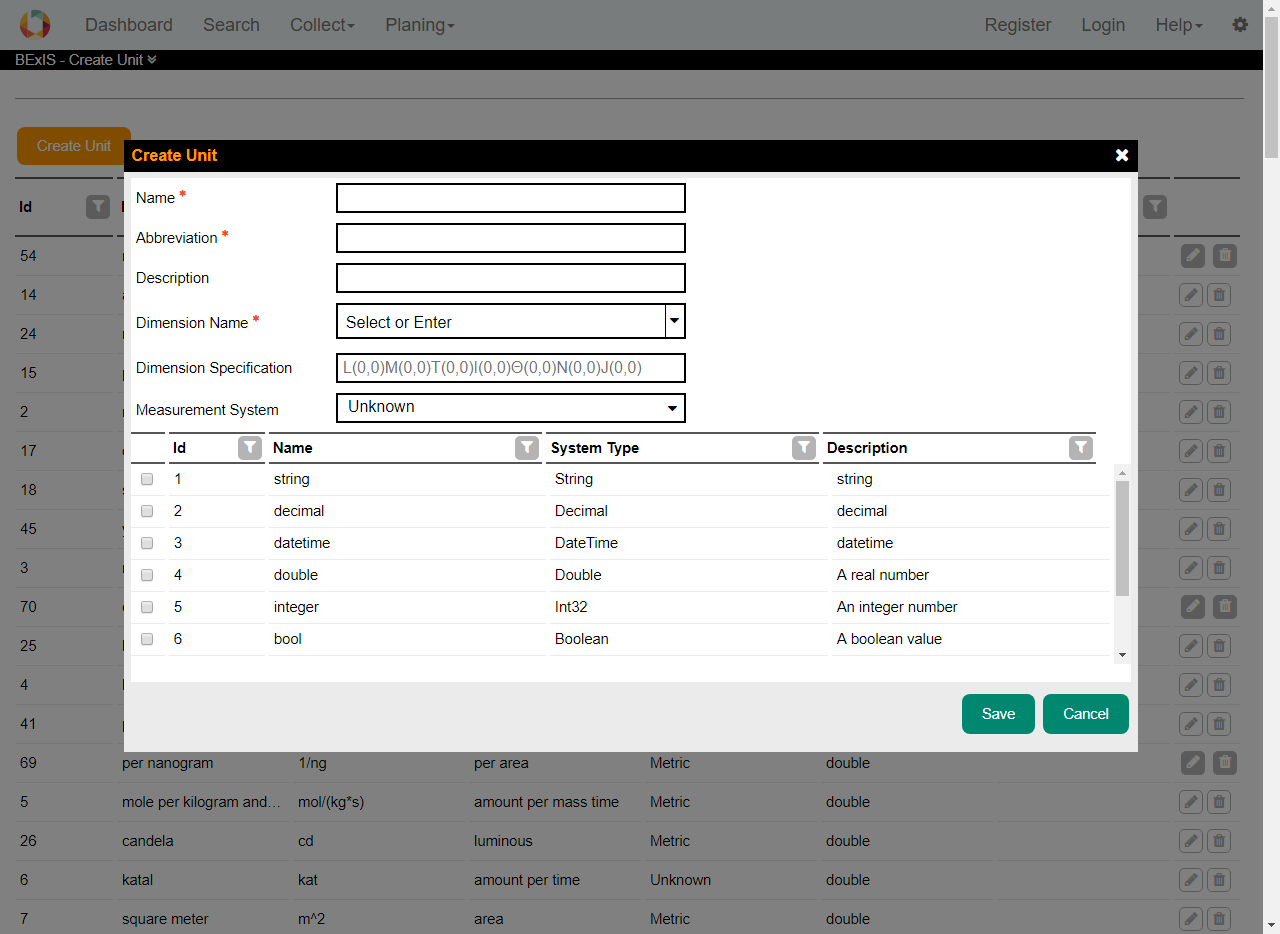 Dashboard Search Collect Planing Register Login Help
BExIS - Create Unit
Create Unit
Create Unit
Id
Name *
Abbreviation *
Description
Dimension Name * Select or Enter
Dimension Specification L(0,0)M(0,0)T(0,0)I(0,0)Θ(0,0)N(0,0)J(0,0)
Measurement System Unknown
Id Name System Type Description
1 string String string
2 decimal Decimal decimal
3 datetime DateTime datetime
4 double Double A real number
5 integer Int32 An integer number
6 bool Boolean A boolean value
Save Cancel
54
14
24
15
2
17
18
45
3
70
25
4
41
69 per nanogram 1/ng per area Metric double
5 mole per kilogram and... mol/(kg*s) amount per mass time Metric double
26 candela cd luminous Metric double
6 katal kat amount per time Unknown double
7 square meter m^2 area Metric double